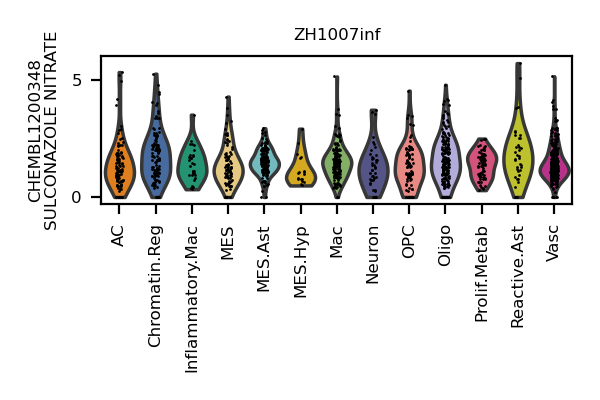 ZH1007inf
CHEMBL1200348
SULCONAZOLE NITRATE
5
0
AC
Chromatin.Reg
Inflammatory.Mac
MES
MES.Ast
MES.Hyp
Mac
Neuron
OPC
Oligo
Prolif.Metab
Reactive.Ast
Vasc